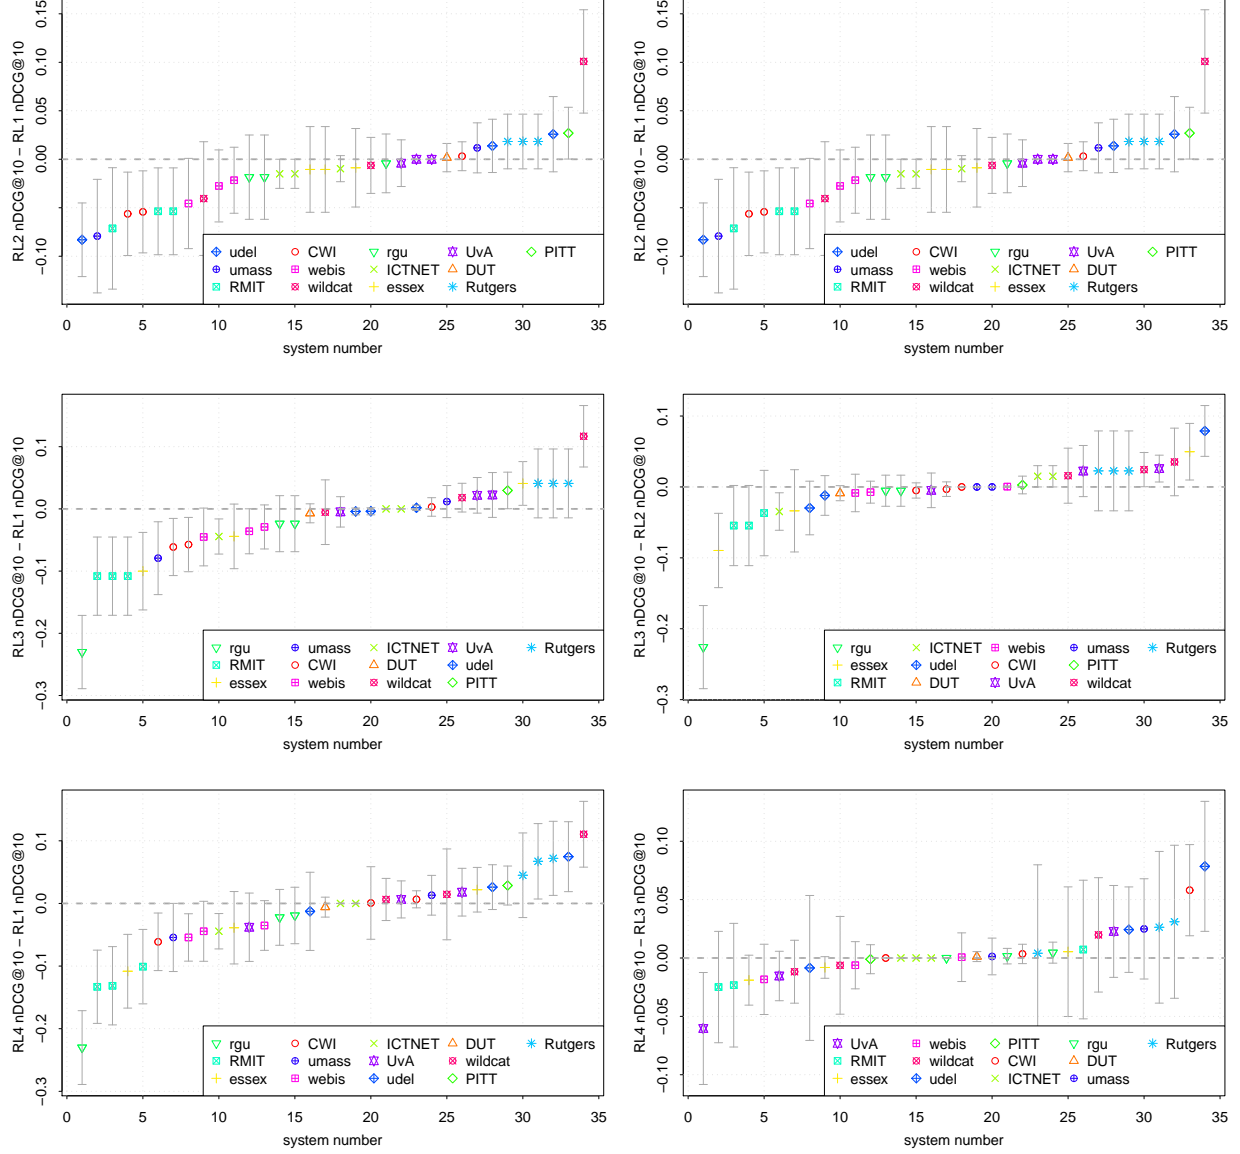 RL2 nDCG@10 − RL1 nDCG@10
−0.10 0.00 0.05 0.10 0.15
udel CWI rgu UvA PITT
umass webis ICTNET DUT
RMIT wildcat essex Rutgers
0 5 10 15 20 25 30 35
system number
RL2 nDCG@10 − RL1 nDCG@10
−0.10 0.00 0.05 0.10 0.15
udel CWI rgu UvA PITT
umass webis ICTNET DUT
RMIT wildcat essex Rutgers
0 5 10 15 20 25 30 35
system number
RL3 nDCG@10 − RL1 nDCG@10
−0.3 −0.2 −0.1 0.0 0.1
rgu umass ICTNET UvA Rutgers
RMIT CWI DUT udel
essex webis wildcat PITT
0 5 10 15 20 25 30 35
system number
RL3 nDCG@10 − RL2 nDCG@10
−0.3 −0.2 −0.1 0.0 0.1
rgu ICTNET webis umass Rutgers
essex udel CWI PITT
RMIT DUT UvA wildcat
0 5 10 15 20 25 30 35
system number
RL4 nDCG@10 − RL1 nDCG@10
−0.3 −0.2 −0.1 0.0 0.1
rgu CWI ICTNET DUT Rutgers
RMIT umass UvA wildcat
essex webis udel PITT
0 5 10 15 20 25 30 35
system number
RL4 nDCG@10 − RL3 nDCG@10
−0.10 −0.05 0.00 0.05 0.10
UvA webis PITT rgu Rutgers
RMIT wildcat CWI DUT
essex udel ICTNET umass
0 5 10 15 20 25 30 35
system number